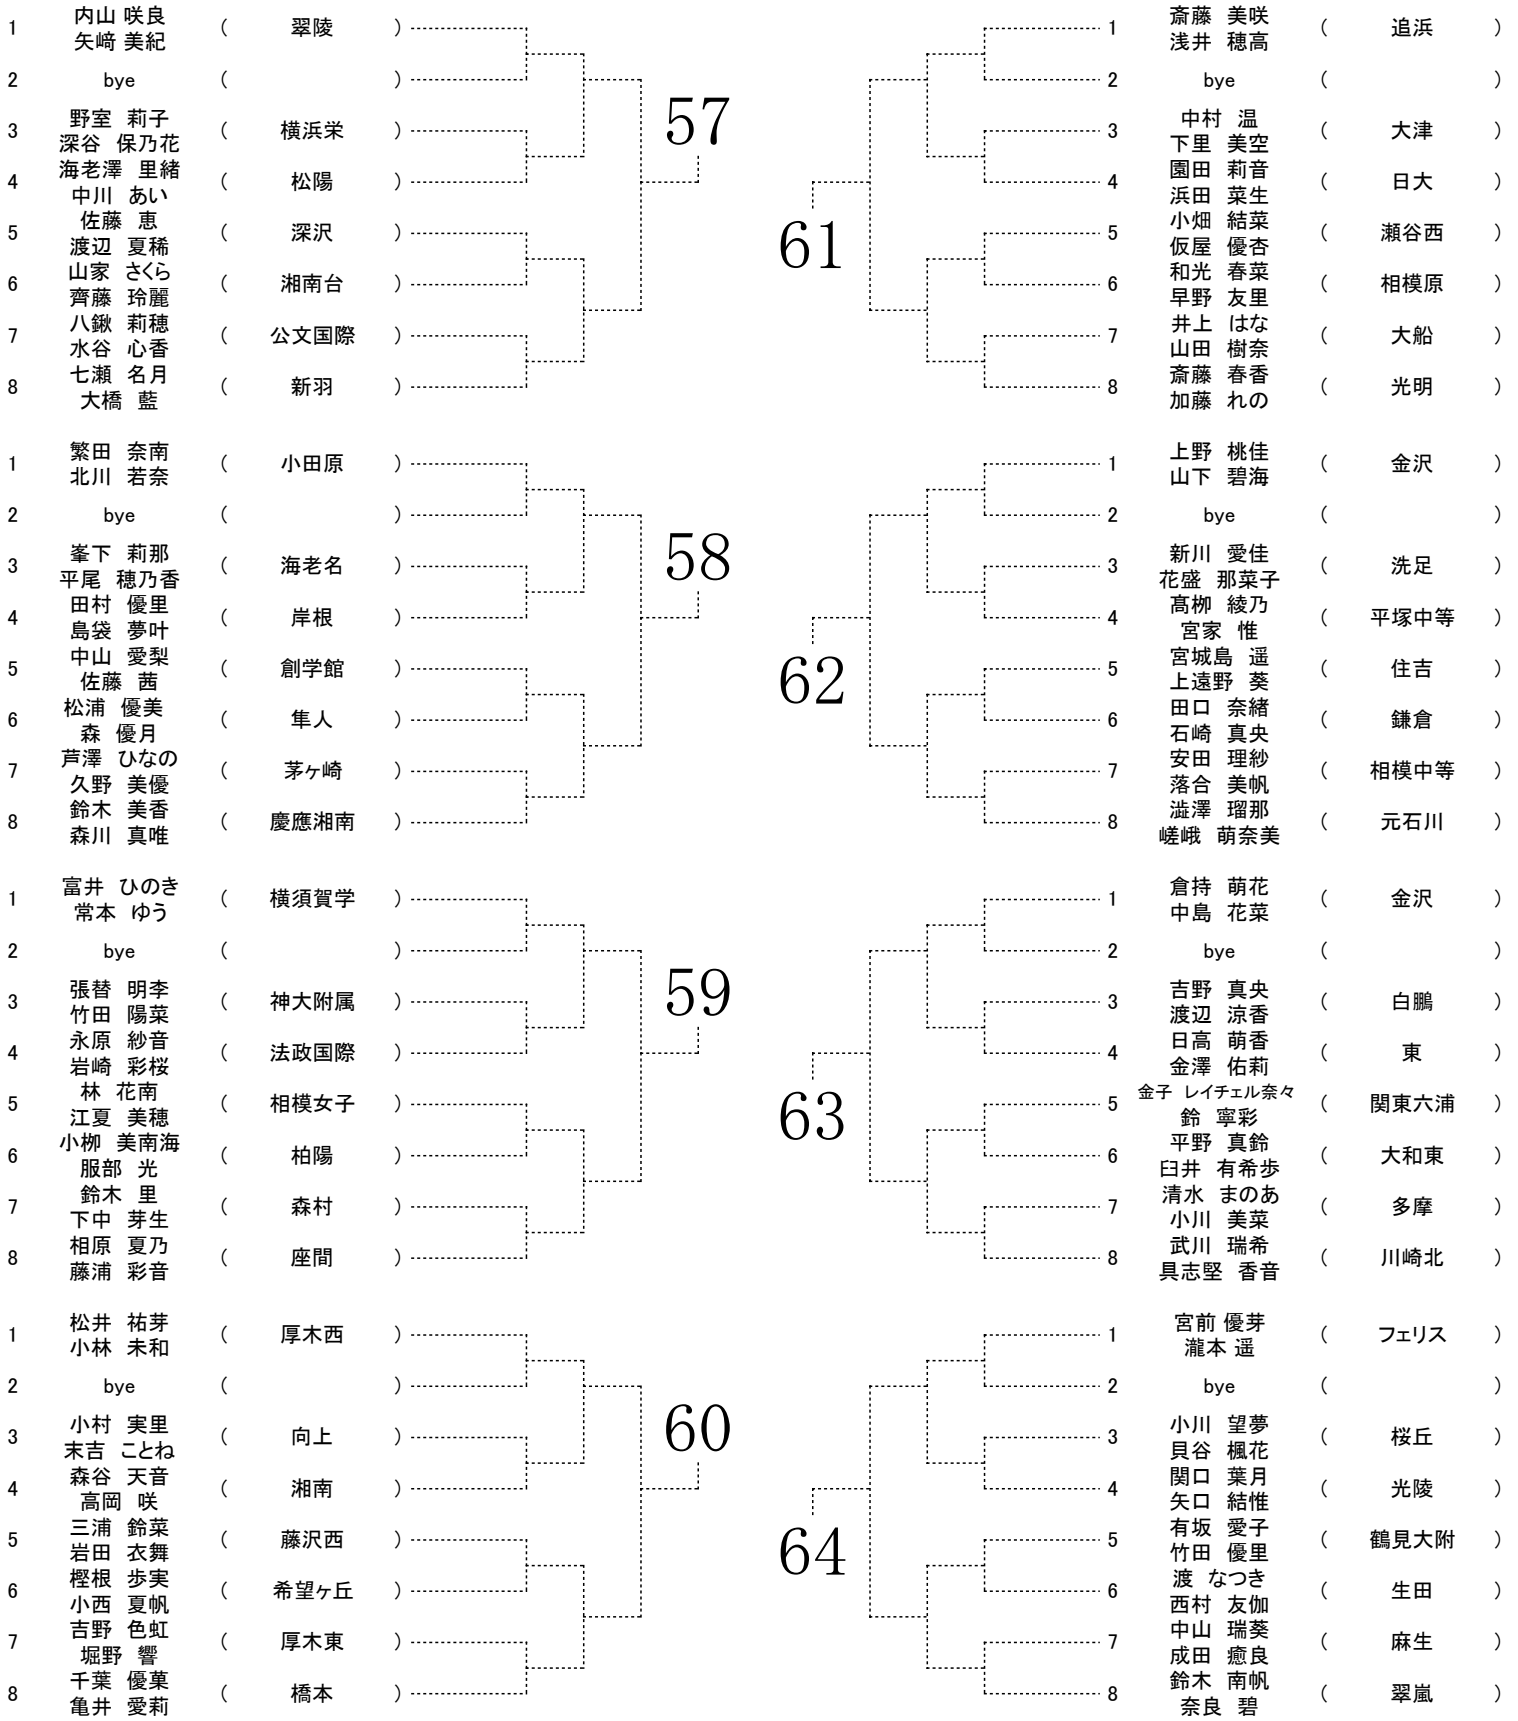 内山 咲良
1 ( 翠陵 )
矢﨑 美紀
2 bye ( )
野室 莉子
3 ( 横浜栄 )
深谷 保乃花
海老澤 里緒
4 ( 松陽 )
中川 あい
佐藤 恵
5 ( 深沢 )
渡辺 夏稀
山家 さくら
6 ( 湘南台 )
齊藤 玲麗
八鍬 莉穂
7 ( 公文国際 )
水谷 心香
七瀬 名月
8 ( 新羽 )
大橋 藍
57
繁田 奈南
1 ( 小田原 )
北川 若奈
2 bye ( )
峯下 莉那
3 ( 海老名 )
平尾 穂乃香
田村 優里
4 ( 岸根 )
島袋 夢叶
中山 愛梨
5 ( 創学館 )
佐藤 茜
松浦 優美
6 ( 隼人 )
森 優月
芦澤 ひなの
7 ( 茅ヶ崎 )
久野 美優
鈴木 美香
8 ( 慶應湘南 )
森川 真唯
58
富井 ひのき
1 ( 横須賀学 )
常本 ゆう
2 bye ( )
張替 明李
3 ( 神大附属 )
竹田 陽菜
永原 紗音
4 ( 法政国際 )
岩崎 彩桜
林 花南
5 ( 相模女子 )
江夏 美穂
小栁 美南海
6 ( 柏陽 )
服部 光
鈴木 里
7 ( 森村 )
下中 芽生
相原 夏乃
8 ( 座間 )
藤浦 彩音
59
松井 祐芽
1 ( 厚木西 )
小林 未和
2 bye ( )
小村 実里
3 ( 向上 )
末吉 ことね
森谷 天音
4 ( 湘南 )
高岡 咲
三浦 鈴菜
5 ( 藤沢西 )
岩田 衣舞
樫根 歩実
6 ( 希望ヶ丘 )
小西 夏帆
吉野 色虹
7 ( 厚木東 )
堀野 響
千葉 優菓
8 ( 橋本 )
亀井 愛莉
60
斎藤 美咲
1 ( 追浜 )
浅井 穂高
2 bye ( )
中村 温
3 ( 大津 )
下里 美空
園田 莉音
4 ( 日大 )
浜田 菜生
小畑 結菜
5 ( 瀬谷西 )
仮屋 優杏
和光 春菜
6 ( 相模原 )
早野 友里
井上 はな
7 ( 大船 )
山田 樹奈
斎藤 春香
8 ( 光明 )
加藤 れの
61
上野 桃佳
1 ( 金沢 )
山下 碧海
2 bye ( )
新川 愛佳
3 ( 洗足 )
花盛 那菜子
髙栁 綾乃
4 ( 平塚中等 )
宮家 惟
宮城島 遥
5 ( 住吉 )
上遠野 葵
田口 奈緒
6 ( 鎌倉 )
石崎 真央
安田 理紗
7 ( 相模中等 )
落合 美帆
澁澤 瑠那
8 ( 元石川 )
嵯峨 萌奈美
62
倉持 萌花
1 ( 金沢 )
中島 花菜
2 bye ( )
吉野 真央
3 ( 白鵬 )
渡辺 涼香
日高 萌香
4 ( 東 )
金澤 佑莉
金子 レイチェル奈々
5 ( 関東六浦 )
鈴 寧彩
平野 真鈴
6 ( 大和東 )
臼井 有希歩
清水 まのあ
7 ( 多摩 )
小川 美菜
武川 瑞希
8 ( 川崎北 )
具志堅 香音
63
宮前 優芽
1 ( フェリス )
瀧本 遥
2 bye ( )
小川 望夢
3 ( 桜丘 )
貝谷 楓花
関口 葉月
4 ( 光陵 )
矢口 結惟
有坂 愛子
5 ( 鶴見大附 )
竹田 優里
渡 なつき
6 ( 生田 )
西村 友伽
中山 瑞葵
7 ( 麻生 )
成田 癒良
鈴木 南帆
8 ( 翠嵐 )
奈良 碧
64